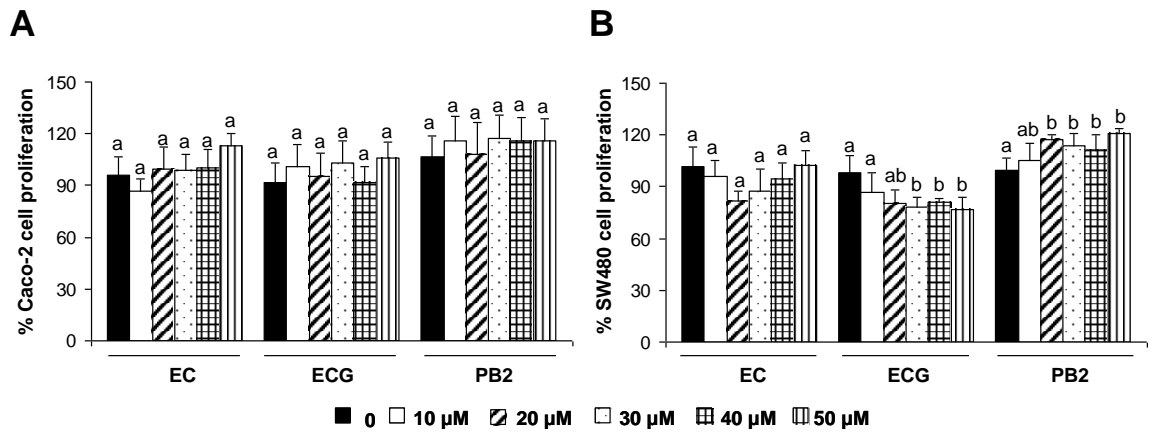 A
B
% Caco-2 cell proliferation
150
120
90
60
30
0
a a a a a a a a a a a a a a a a a a
EC ECG PB2
% SW480 cell proliferation
150
120
90
60
30
0
a a a a a a a a ab b b b a ab b b b b
EC ECG PB2
0 10 µM 20 µM 30 µM 40 µM 50 µM